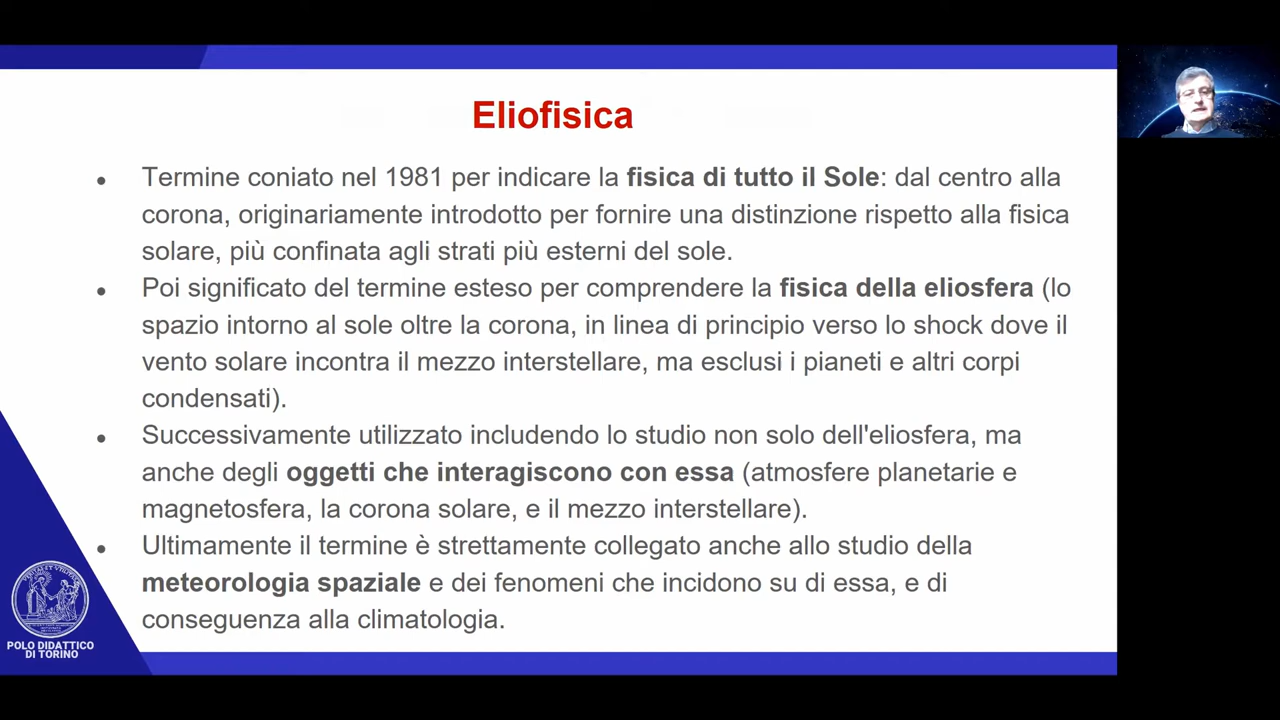 Eliofisica
● Termine coniato nel 1981 per indicare la fisica di tutto il Sole: dal centro alla
corona, originariamente introdotto per fornire una distinzione rispetto alla fisica
solare, più confinata agli strati più esterni del sole.
● Poi significato del termine esteso per comprendere la fisica della eliosfera (lo
spazio intorno al sole oltre la corona, in linea di principio verso lo shock dove il
vento solare incontra il mezzo interstellare, ma esclusi i pianeti e altri corpi
condensati).
● Successivamente utilizzato includendo lo studio non solo dell'eliosfera, ma
anche degli oggetti che interagiscono con essa (atmosfere planetarie e
magnetosfera, la corona solare, e il mezzo interstellare).
● Ultimamente il termine è strettamente collegato anche allo studio della
meteorologia spaziale e dei fenomeni che incidono su di essa, e di
conseguenza alla climatologia.
POLO DIDATTICO
DI TORINO